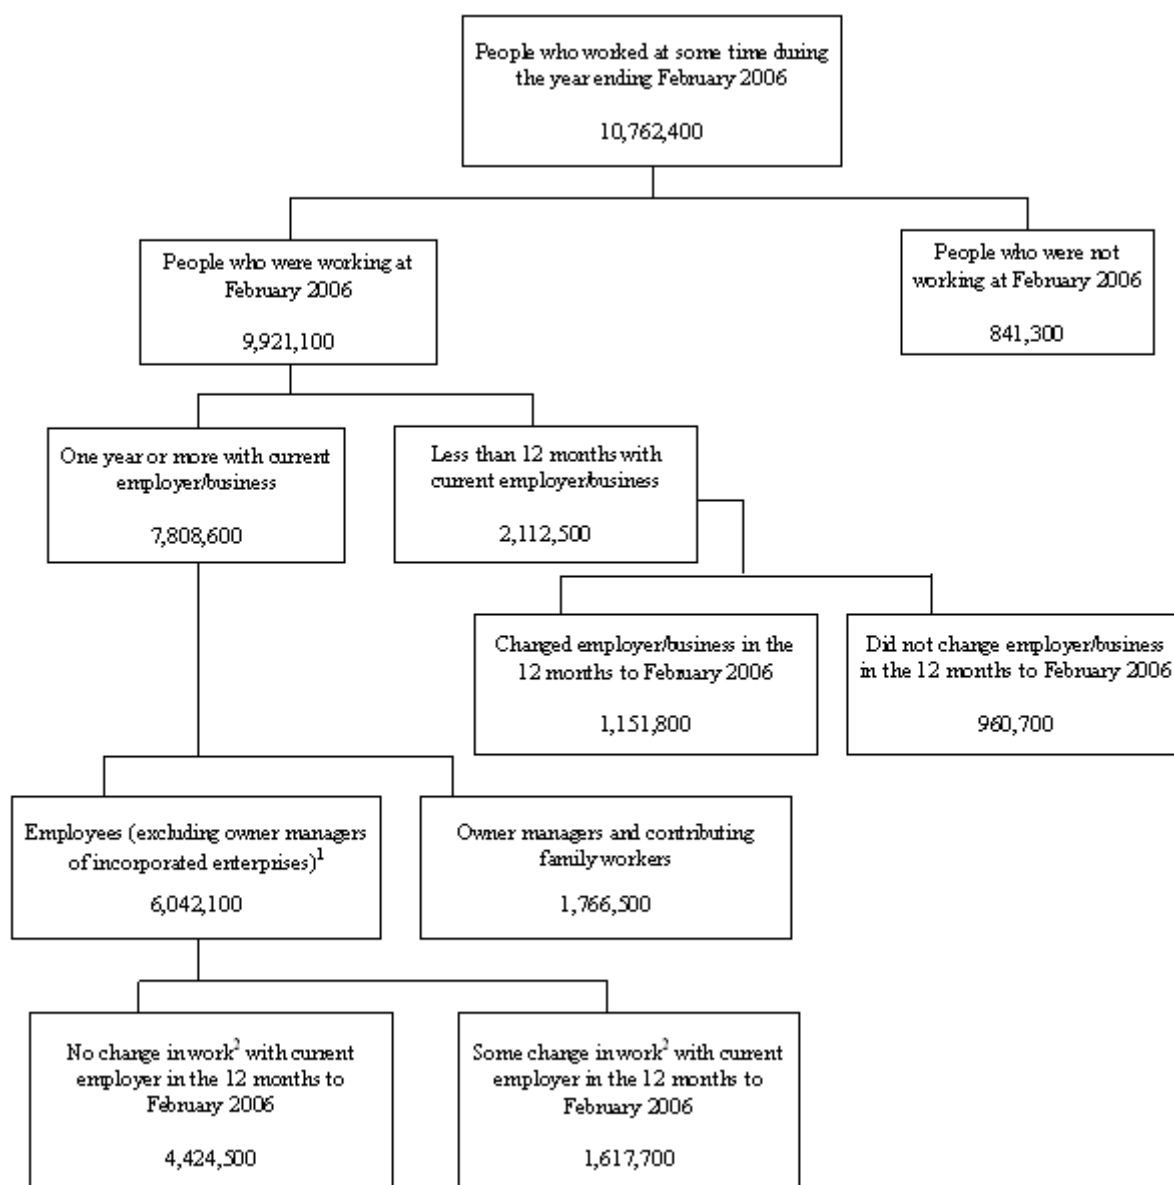 People who worked at some time during
the year ending February 2006
10,762,400
People who were working at
February 2006
9,921,100
People who were not
working at February 2006
841,300
One year or more with current
employer/business
7,808,600
Less than 12 months with
current employer/business
2,112,500
Changed employer/business in the
12 months to February 2006
1,151,800
Did not change employer/business
in the 12 months to February 2006
960,700
Employees (excluding owner managers
of incorporated enterprises)1
6,042,100
Owner managers and contributing
family workers
1,766,500
No change in work2 with current
employer in the 12 months to
February 2006
4,424,500
Some change in work2 with current
employer in the 12 months to
February 2006
1,617,700